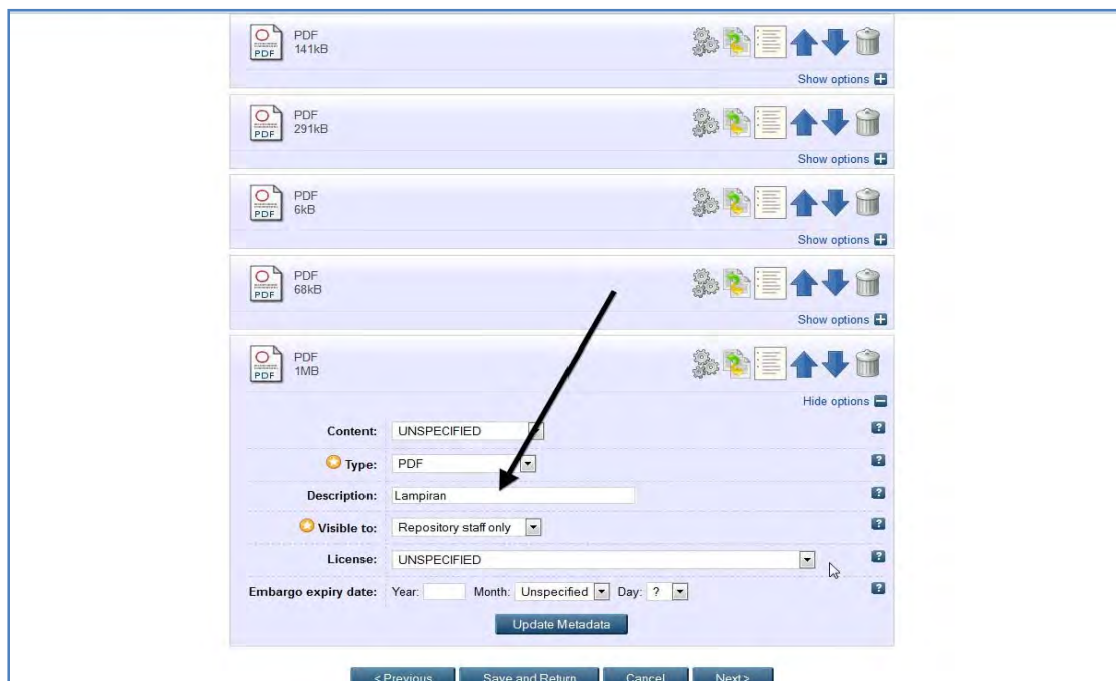 PDF
141kB
Show options
PDF
291kB
Show options
PDF
6kB
Show options
PDF
68kB
Show options
PDF
1MB
Hide options
Content: UNSPECIFIED ?
Type: PDF ?
Description: Lampiran ?
Visible to: Repository staff only ?
License: UNSPECIFIED ?
Embargo expiry date: Year: Month: Unspecified Day: ? ?
Update Metadata
< Previous Save and Return Cancel Next >